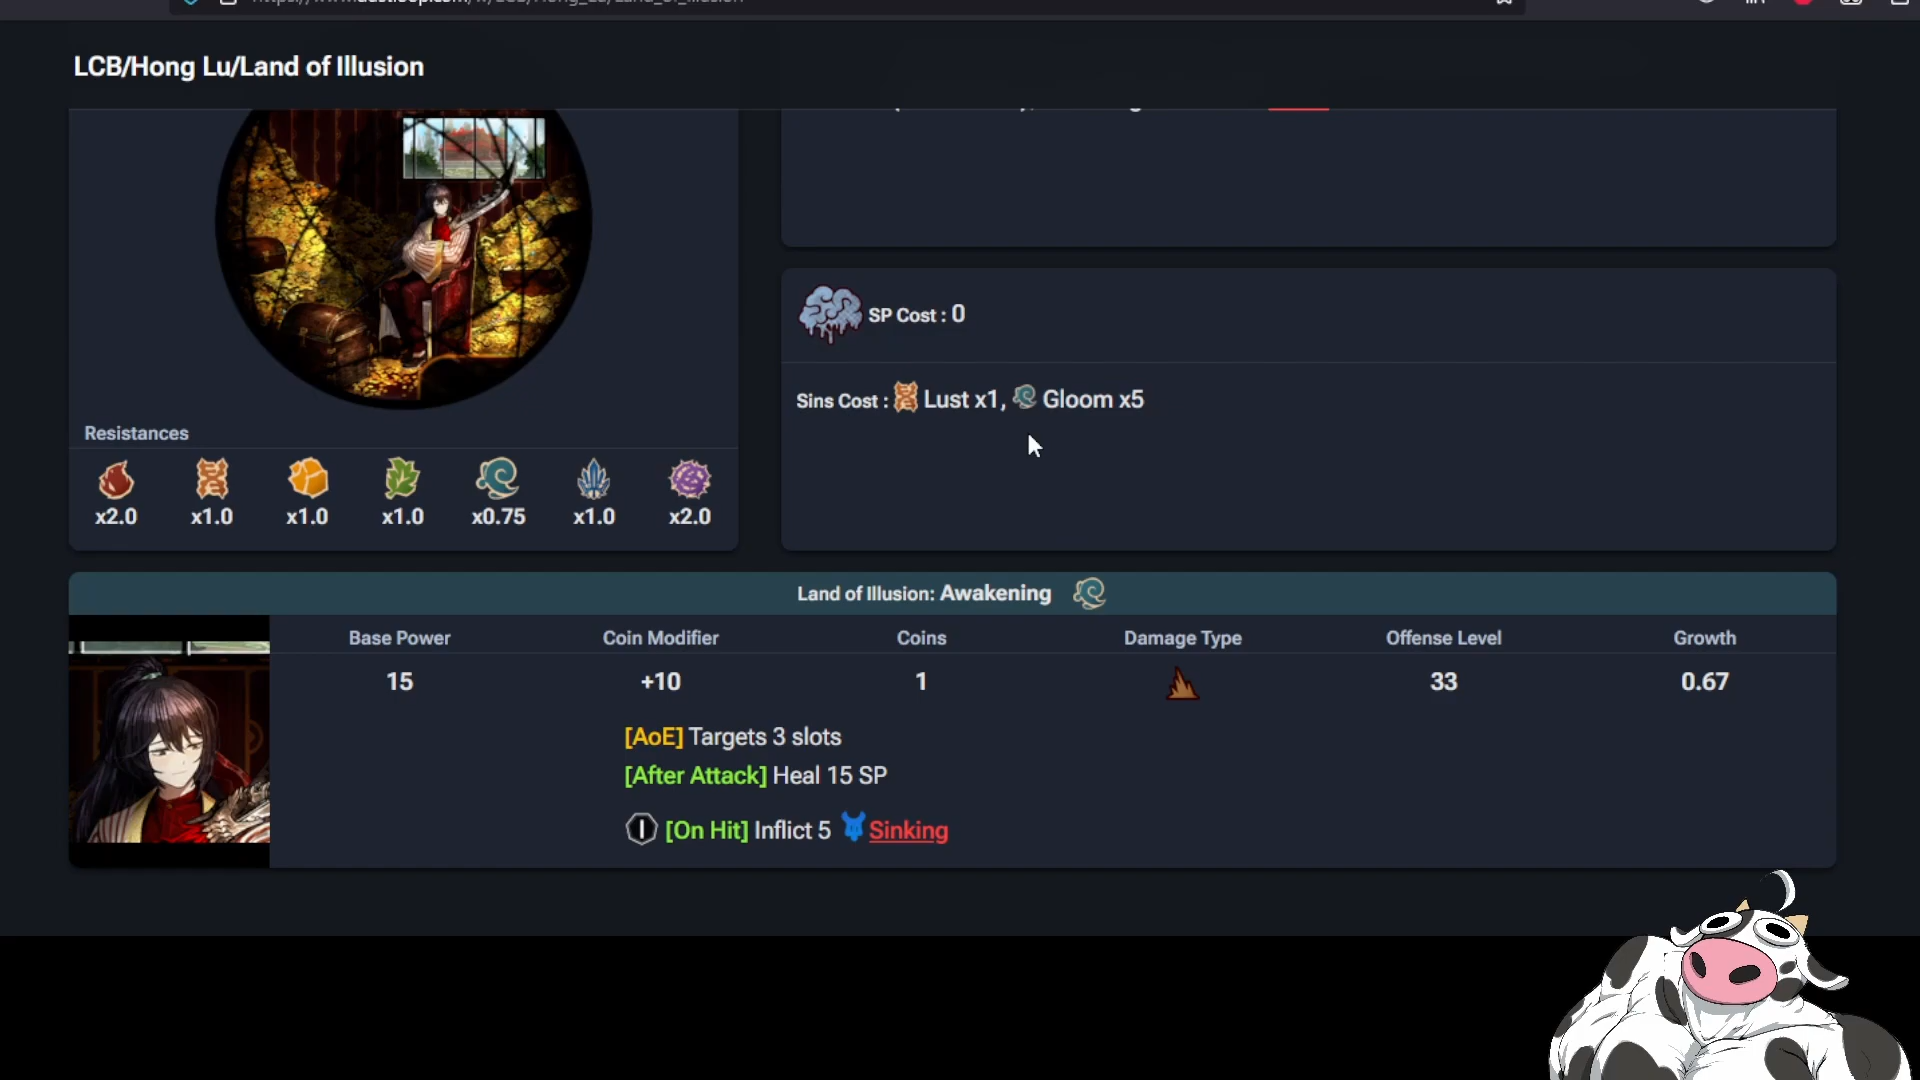 LCB/Hong Lu/Land of Illusion
SP Cost : 0
Sins Cost : Lust x1, Gloom x5
Resistances
x2.0 x1.0 x1.0 x1.0 x0.75 x1.0 x2.0
Land of Illusion: Awakening
Base Power Coin Modifier Coins Damage Type Offense Level Growth
15 +10 1 33 0.67
[AoE] Targets 3 slots
[After Attack] Heal 15 SP
I [On Hit] Inflict 5 Sinking